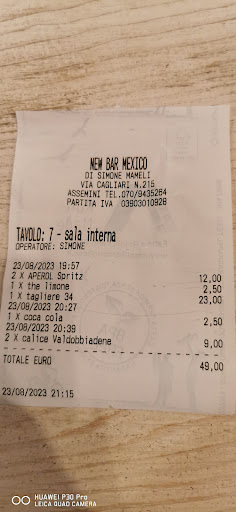 NEW BAR MEXICO
DI SIMONE MAMELI
VIA CAGLIARI N.215
ASSEMINI TEL.070/9435264
PARTITA IVA 03903010928
TAVOLO: 7 - sala interna
OPERATORE: SIMONE
23/08/2023 19:57
2 X APEROL Spritz 12,00
1 X the limone 2,50
1 X tagliere 34 23,00
23/08/2023 20:27
1 X coca cola 2,50
23/08/2023 20:39
2 X calice Valdobbiadene 9,00
TOTALE EURO 49,00
23/08/2023 21:15
HUAWEI P30 Pro
LEICA QUAD CAMERA